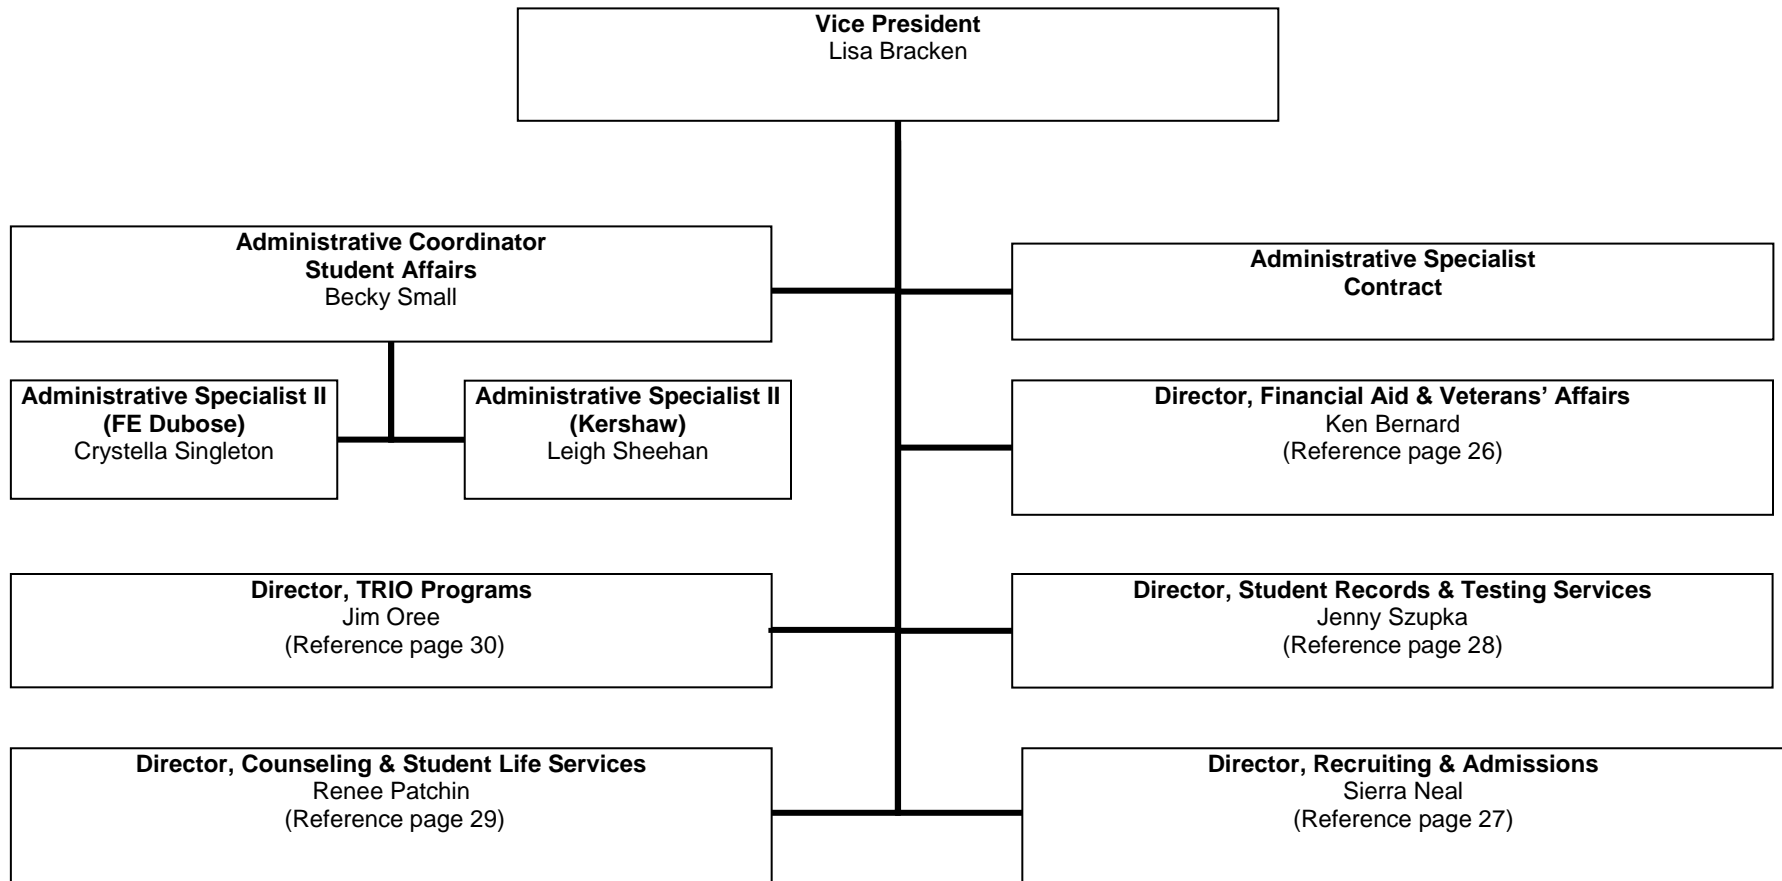 Vice President
Lisa Bracken
Administrative Coordinator
Student Affairs
Becky Small
Administrative Specialist
Contract
Administrative Specialist II
(FE Dubose)
Crystella Singleton
Administrative Specialist II
(Kershaw)
Leigh Sheehan
Director, Financial Aid & Veterans’ Affairs
Ken Bernard
(Reference page 26)
Director, TRIO Programs
Jim Oree
(Reference page 30)
Director, Student Records & Testing Services
Jenny Szupka
(Reference page 28)
Director, Counseling & Student Life Services
Renee Patchin
(Reference page 29)
Director, Recruiting & Admissions
Sierra Neal
(Reference page 27)